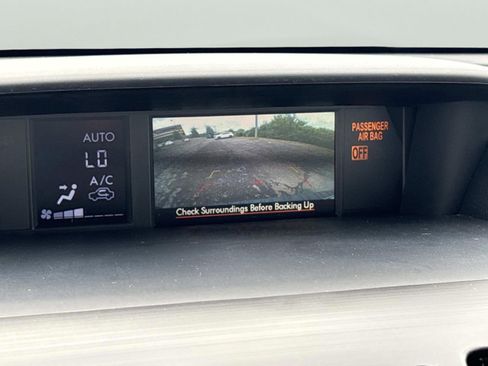 AUTO
LO
A/C
Check Surroundings Before Backing Up
PASSENGER
AIR BAG
OFF